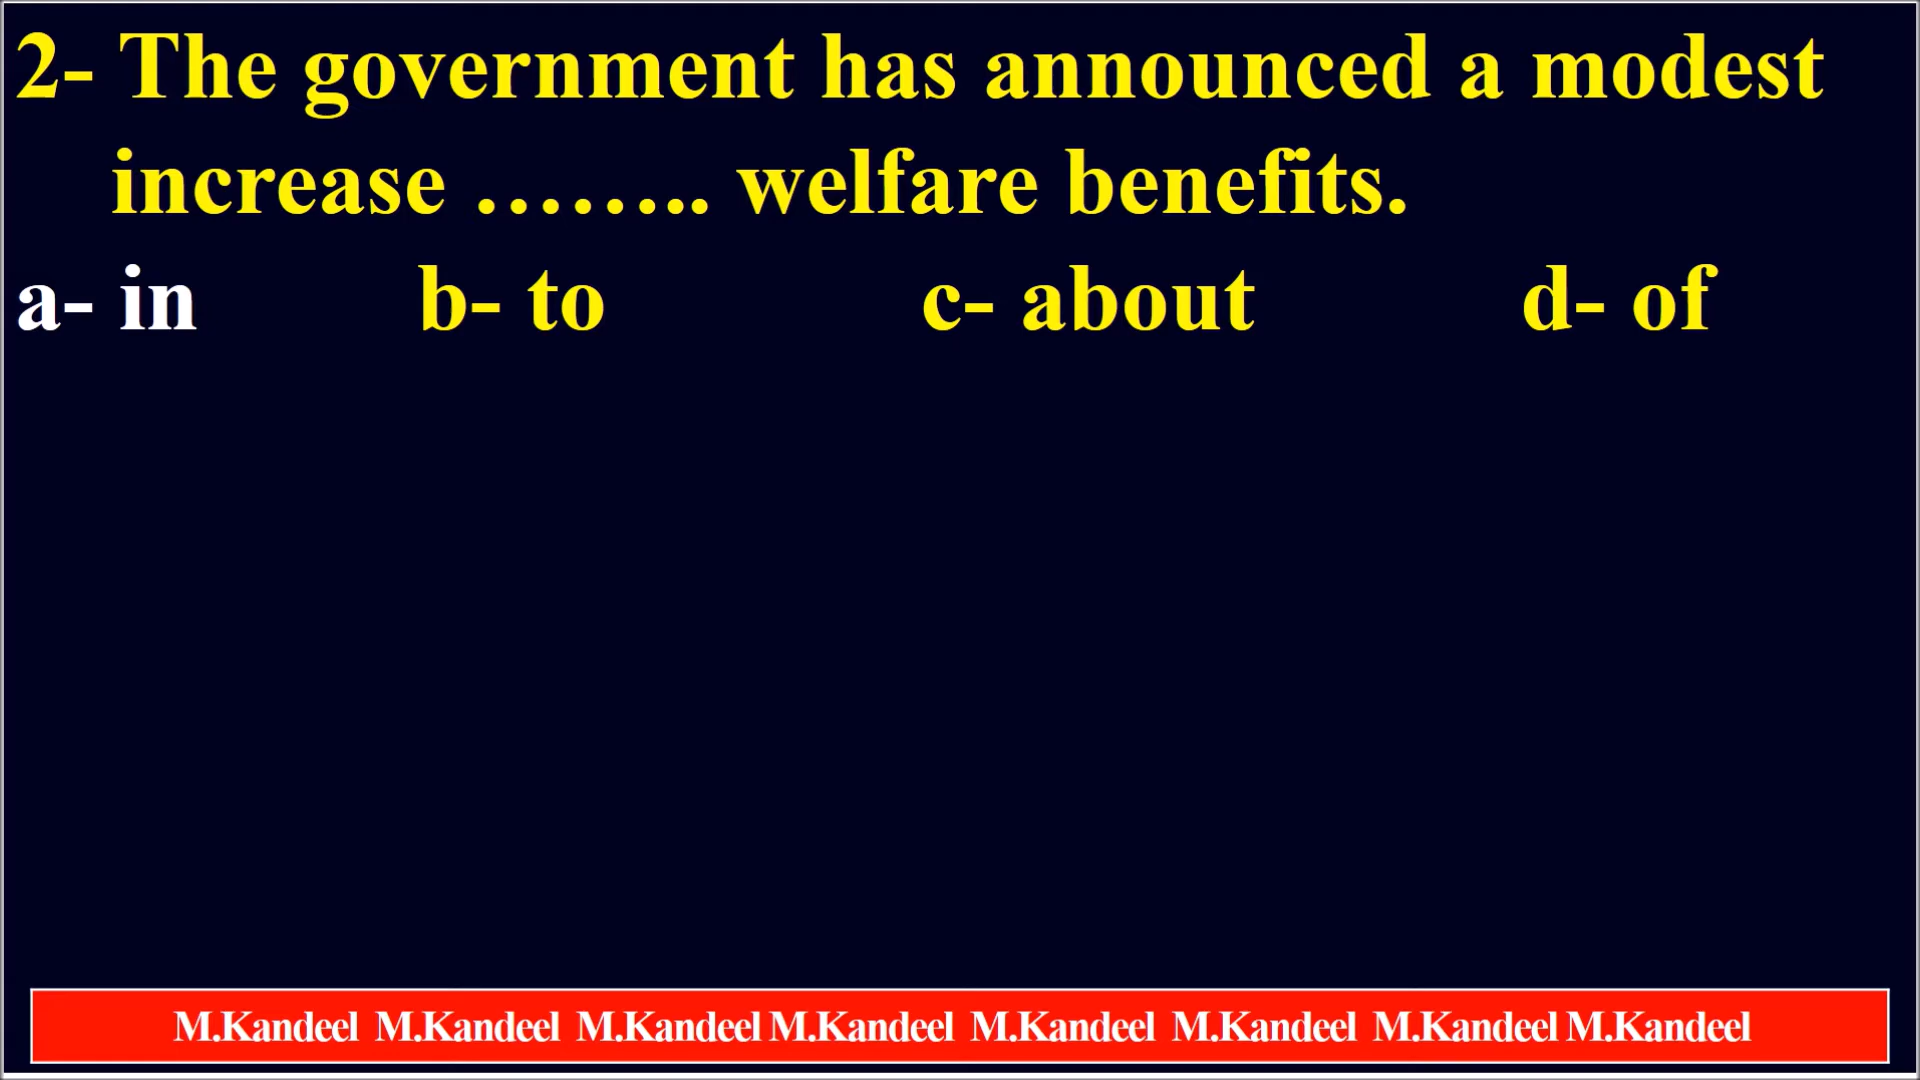 2- The government has announced a modest
increase …….. welfare benefits.
a- in b- to c- about d- of
M.Kandeel M.Kandeel M.Kandeel M.Kandeel M.Kandeel M.Kandeel M.Kandeel M.Kandeel